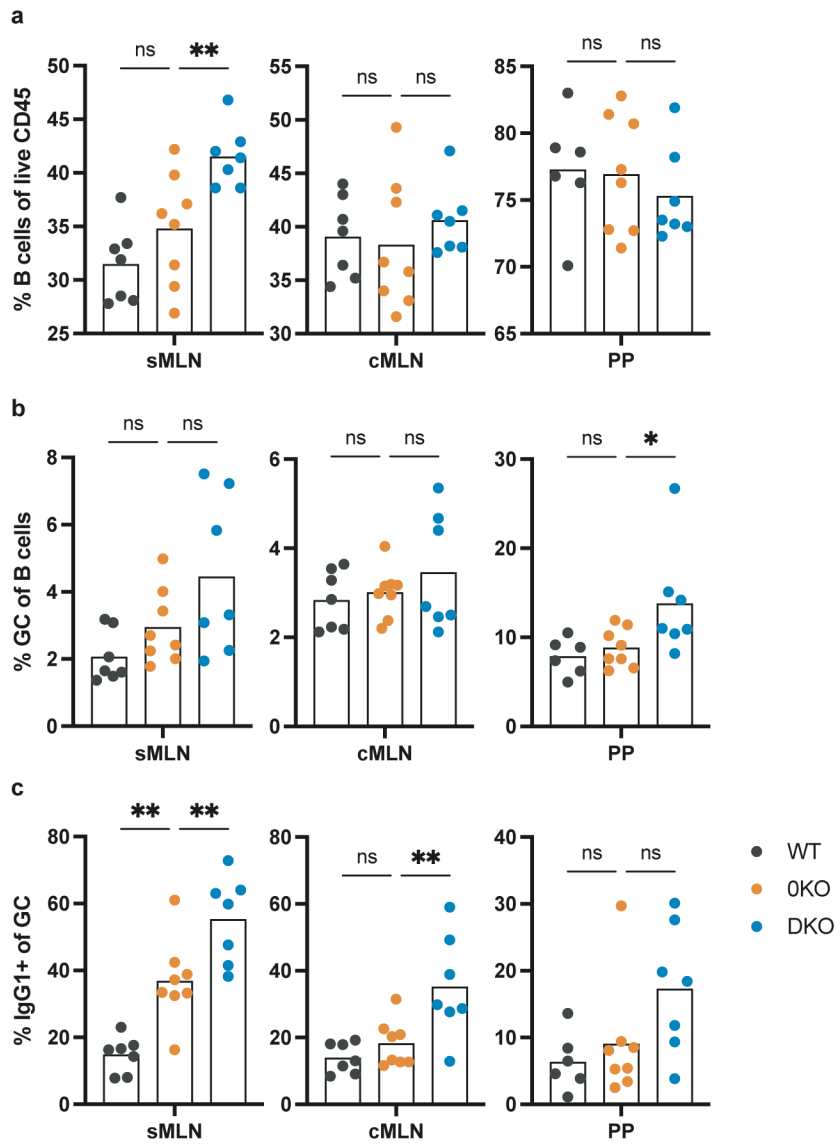 a
ns ** ns ns ns ns
% B cells of live CD45
50 45 40 35 30 25
sMLN
55 50 45 40 35 30
cMLN
85 80 75 70 65
PP
b
ns ns ns ns ns *
% GC of B cells
8 6 4 2 0
sMLN
6 4 2 0
cMLN
30 20 10 0
PP
c
** ** ns ** ns ns
% IgG1+ of GC
80 60 40 20 0
sMLN
80 60 40 20 0
cMLN
40 30 20 10 0
PP
WT
0KO
DKO